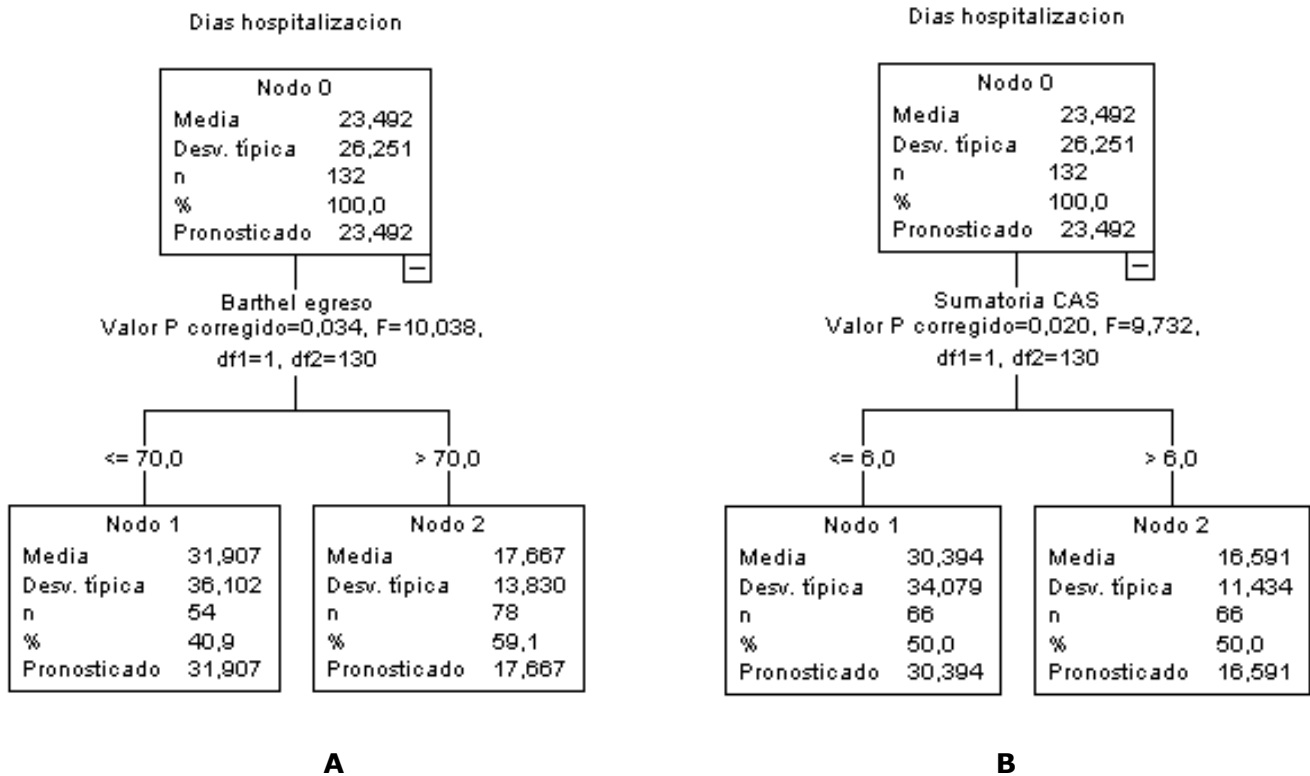 Dias hospitalizacion
Nodo 0
Media 23,492
Desv. típica 26,251
n 132
% 100,0
Pronosticado 23,492
Barthel egreso
Valor P corregido=0,034, F=10,038,
df1=1, df2=130
<= 70,0
> 70,0
Nodo 1
Media 31,907
Desv. típica 36,102
n 54
% 40,9
Pronosticado 31,907
Nodo 2
Media 17,667
Desv. típica 13,830
n 78
% 59,1
Pronosticado 17,667
A
Dias hospitalizacion
Nodo 0
Media 23,492
Desv. típica 26,251
n 132
% 100,0
Pronosticado 23,492
Sumatoria CAS
Valor P corregido=0,020, F=9,732,
df1=1, df2=130
<= 6,0
> 6,0
Nodo 1
Media 30,394
Desv. típica 34,079
n 66
% 50,0
Pronosticado 30,394
Nodo 2
Media 16,591
Desv. típica 11,434
n 66
% 50,0
Pronosticado 16,591
B